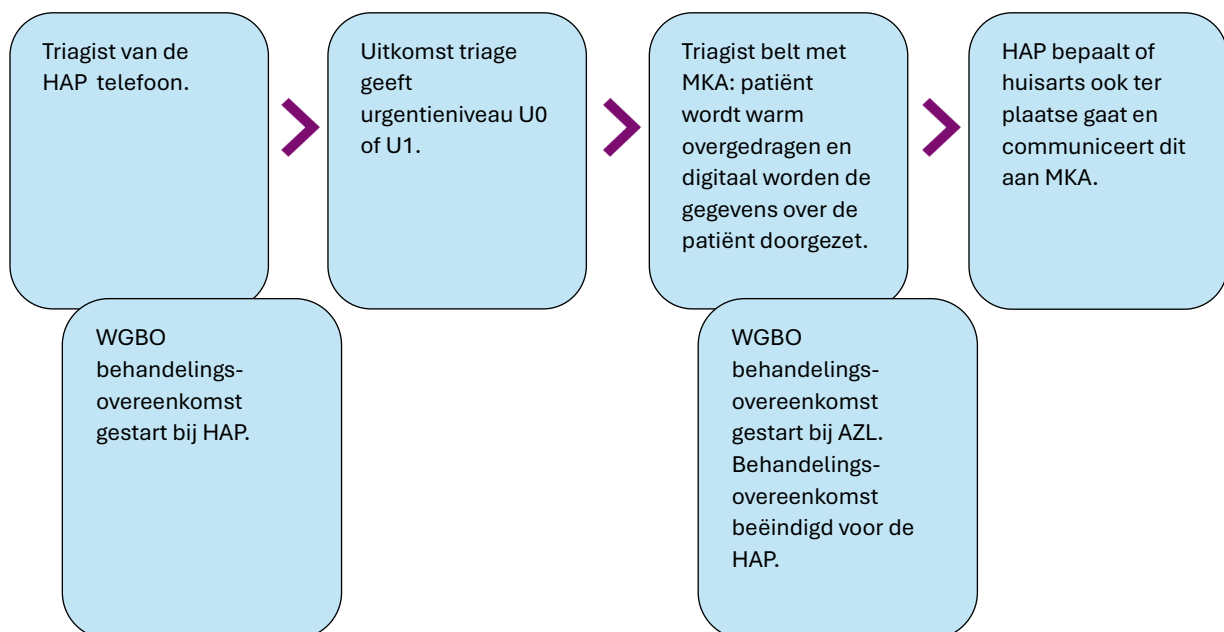 Triagist van de
HAP telefoon.
Uitkomst triage
geeft
urgentieniveau U0
of U1.
Triagist belt met
MKA: patiënt
wordt warm
overgedragen en
digitaal worden de
gegevens over de
patiënt doorgezet.
HAP bepaalt of
huisarts ook ter
plaatse gaat en
communiceert dit
aan MKA.
WGBO
behandelings-
overeenkomst
gestart bij HAP.
WGBO
behandelings-
overeenkomst
gestart bij AZL.
Behandelings-
overeenkomst
beëindigd voor de
HAP.